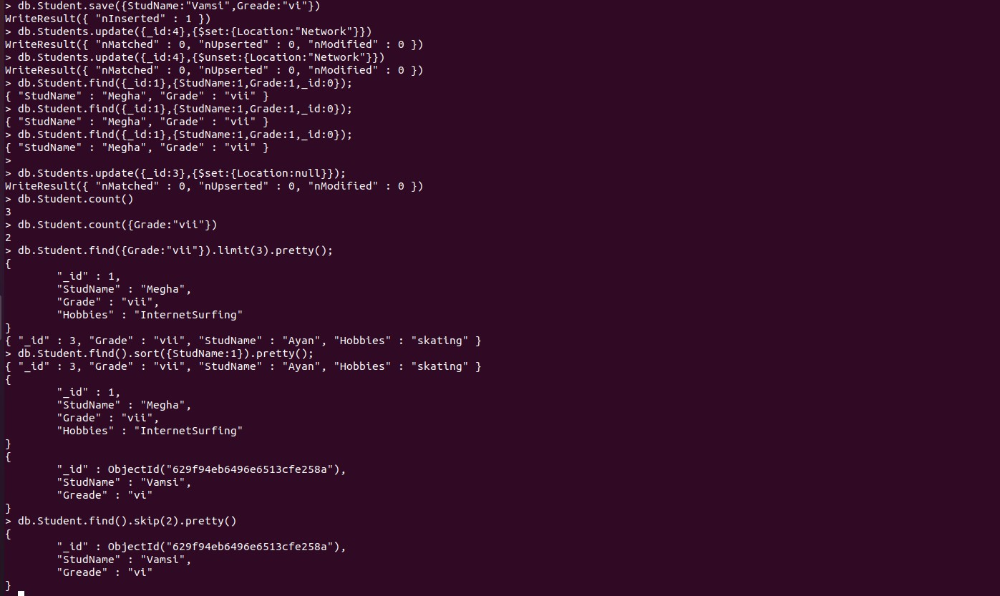 > db.Student.save({StudName:"Vamsi",Greade:"vi"})
WriteResult({ "nInserted" : 1 })
> db.Students.update({_id:4},{$set:{Location:"Network"}})
WriteResult({ "nMatched" : 0, "nUpserted" : 0, "nModified" : 0 })
> db.Students.update({_id:4},{$unset:{Location:"Network"}})
WriteResult({ "nMatched" : 0, "nUpserted" : 0, "nModified" : 0 })
> db.Student.find({_id:1},{StudName:1,Grade:1,_id:0});
{ "StudName" : "Megha", "Grade" : "vii" }
> db.Student.find({_id:1},{StudName:1,Grade:1,_id:0});
{ "StudName" : "Megha", "Grade" : "vii" }
> db.Student.find({_id:1},{StudName:1,Grade:1,_id:0});
{ "StudName" : "Megha", "Grade" : "vii" }
>
> db.Students.update({_id:3},{$set:{Location:null}});
WriteResult({ "nMatched" : 0, "nUpserted" : 0, "nModified" : 0 })
> db.Student.count()
3
> db.Student.count({Grade:"vii"})
2
> db.Student.find({Grade:"vii"}).limit(3).pretty();
{
	"_id" : 1,
	"StudName" : "Megha",
	"Grade" : "vii",
	"Hobbies" : "InternetSurfing"
}
{ "_id" : 3, "Grade" : "vii", "StudName" : "Ayan", "Hobbies" : "skating" }
> db.Student.find().sort({StudName:1}).pretty();
{ "_id" : 3, "Grade" : "vii", "StudName" : "Ayan", "Hobbies" : "skating" }
{
	"_id" : 1,
	"StudName" : "Megha",
	"Grade" : "vii",
	"Hobbies" : "InternetSurfing"
}
{
	"_id" : ObjectId("629f94eb6496e6513cfe258a"),
	"StudName" : "Vamsi",
	"Greade" : "vi"
}
> db.Student.find().skip(2).pretty()
{
	"_id" : ObjectId("629f94eb6496e6513cfe258a"),
	"StudName" : "Vamsi",
	"Greade" : "vi"
}